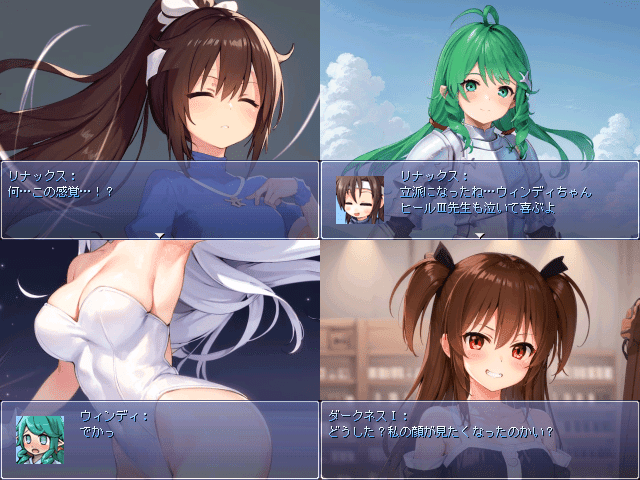 リナックス：
何…この感覚…！？
リナックス：
立派になったね…ウィンディちゃん
ヒールⅢ先生も泣いて喜ぶよ
ウィンディ：
でかっ
ダークネスⅠ：
どうした？私の顔が見たくなったのかい？